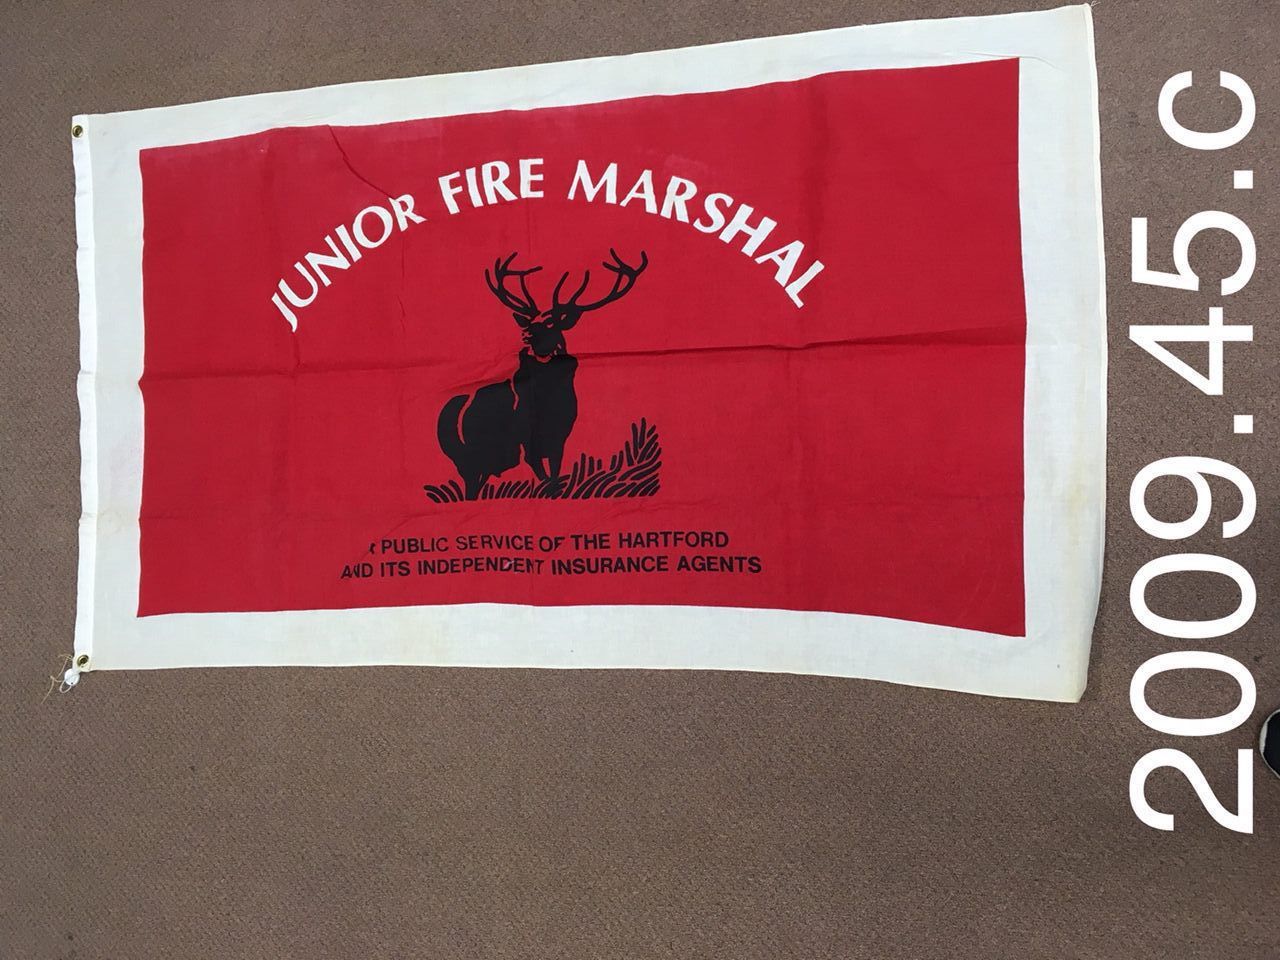 JUNIOR FIRE MARSHAL
PUBLIC SERVICE OF THE HARTFORD
AND ITS INDEPENDENT INSURANCE AGENTS
2009.45.c